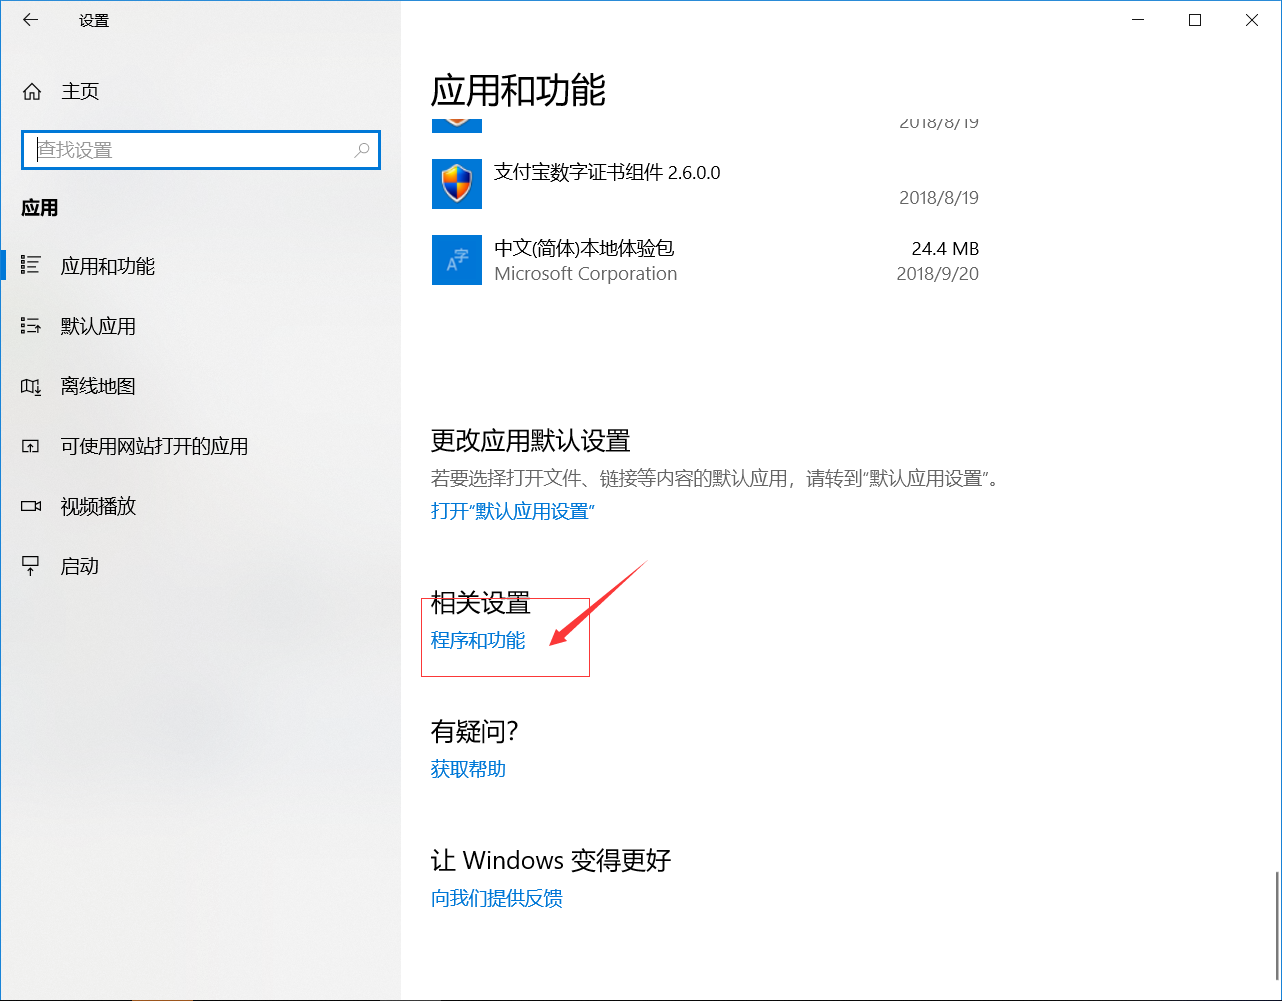 设置
主页
查找设置
应用
应用和功能
默认应用
离线地图
可使用网站打开的应用
视频播放
启动
应用和功能
2018/8/19
支付宝数字证书组件 2.6.0.0
2018/8/19
中文(简体)本地体验包
24.4 MB
Microsoft Corporation
2018/9/20
更改应用默认设置
若要选择打开文件、链接等内容的默认应用，请转到“默认应用设置”。
打开“默认应用设置”
相关设置
程序和功能
有疑问?
获取帮助
让 Windows 变得更好
向我们提供反馈